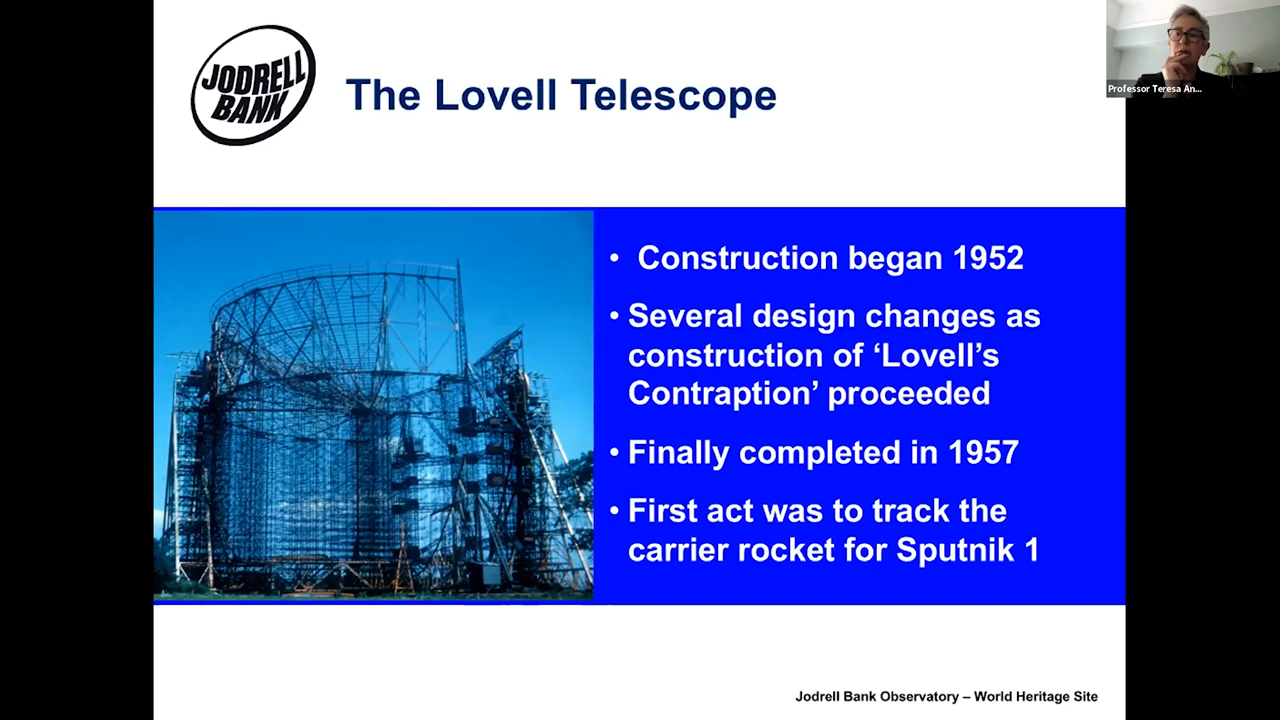 JODRELL
BANK
The Lovell Telescope
Professor Teresa An...
• Construction began 1952
• Several design changes as
construction of ‘Lovell’s
Contraption’ proceeded
• Finally completed in 1957
• First act was to track the
carrier rocket for Sputnik 1
Jodrell Bank Observatory – World Heritage Site